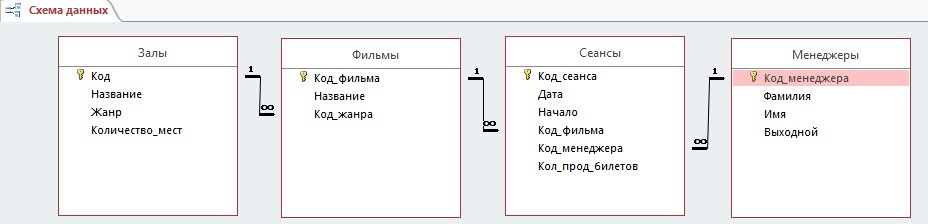 Схема данных
Залы
Код
Название
Жанр
Количество_мест
1
∞
Фильмы
Код_фильма
Название
Код_жанра
1
∞
Сеансы
Код_сеанса
Дата
Начало
Код_фильма
Код_менеджера
Кол_прод_билетов
1
∞
Менеджеры
Код_менеджера
Фамилия
Имя
Выходной